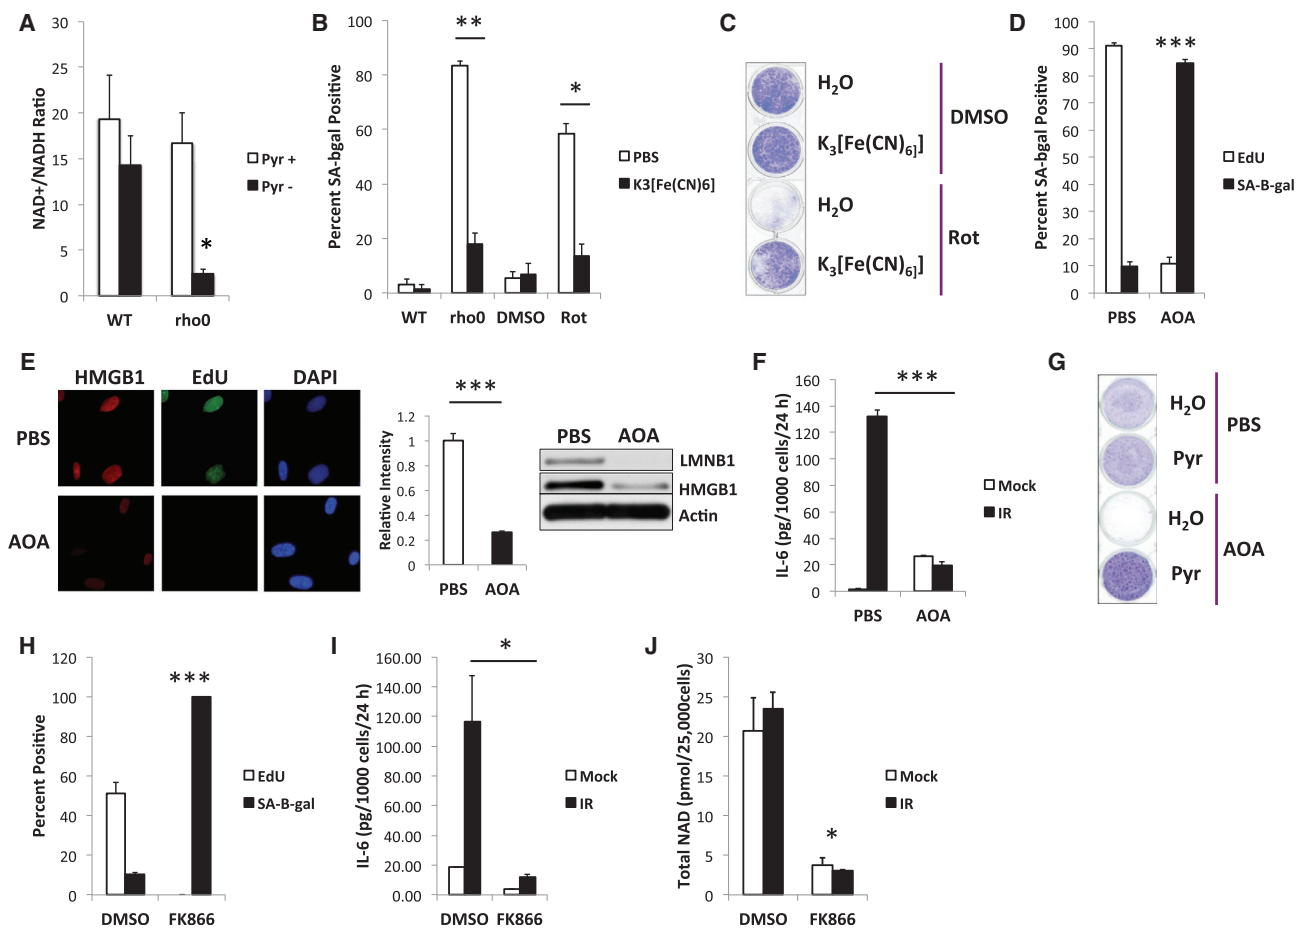 A
30
25
20
15
10
5
0
NAD+/NADH Ratio
*
WT
rho0
Pyr +
Pyr -
B
100
80
60
40
20
0
Percent SA-bgal Positive
**
*
WT
rho0
DMSO
Rot
PBS
K3[Fe(CN)6]
C
H2O
K3[Fe(CN)6]]
H2O
K3[Fe(CN)6]]
DMSO
Rot
D
100
90
80
70
60
50
40
30
20
10
0
Percent SA-bgal Positive
***
PBS
AOA
EdU
SA-B-gal
E
HMGB1
EdU
DAPI
PBS
AOA
***
1.2
1
0.8
0.6
0.4
0.2
0
Relative Intensity
PBS
AOA
PBS
AOA
LMNB1
HMGB1
Actin
F
160
140
120
100
80
60
40
20
0
IL-6 (pg/1000 cells/24 h)
***
PBS
AOA
Mock
IR
G
H2O
Pyr
H2O
Pyr
PBS
AOA
H
120
100
80
60
40
20
0
Percent Positive
***
DMSO
FK866
EdU
SA-B-gal
I
160.00
140.00
120.00
100.00
80.00
60.00
40.00
20.00
0.00
IL-6 (pg/1000 cells/24 h)
*
DMSO
FK866
Mock
IR
J
30
25
20
15
10
5
0
Total NAD (pmol/25,000cells)
*
DMSO
FK866
Mock
IR